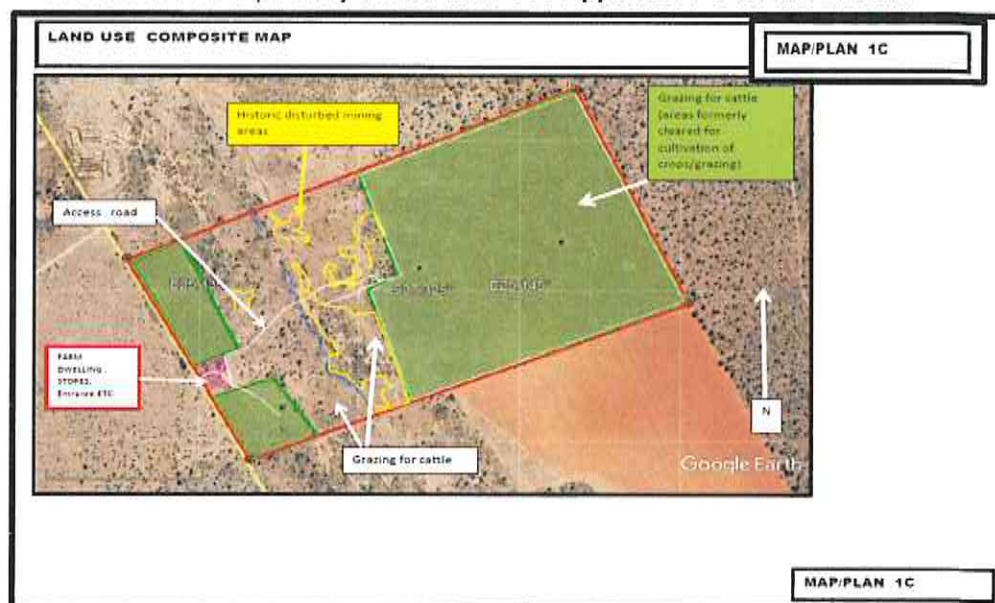 LAND USE COMPOSITE MAP
MAP/PLAN 1C
Historic disturbed mining
areas
Grazing for cattle
(areas formerly
cleared for
cultivation of
crops/grazing)
Access road
FARM
DWELLING
STORES,
Entrance ETC
N
Grazing for cattle
Google Earth
MAP/PLAN 1C